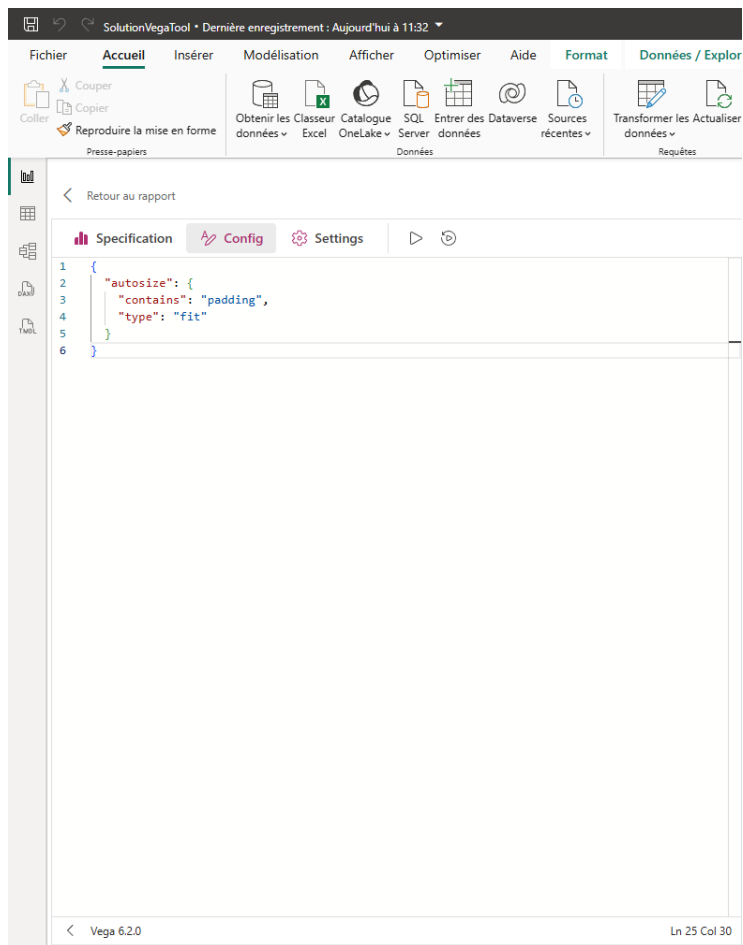 SolutionVegaTool • Dernière enregistrement : Aujourd'hui à 11:32
Fichier Accueil Insérer Modélisation Afficher Optimiser Aide Format Données / Explor
Coller
Couper
Copier
Reproduire la mise en forme
Presse-papiers
Obtenir les données
Classeur Excel
Catalogue OneLake
SQL Server
Entrer des données
Dataverse
Sources récentes
Données
Transformer les données
Actualiser
Requêtes
DAX
TMDL
Retour au rapport
Specification Config Settings
1 {
2 "autosize": {
3 "contains": "padding",
4 "type": "fit"
5 }
6 }
Vega 6.2.0
Ln 25 Col 30